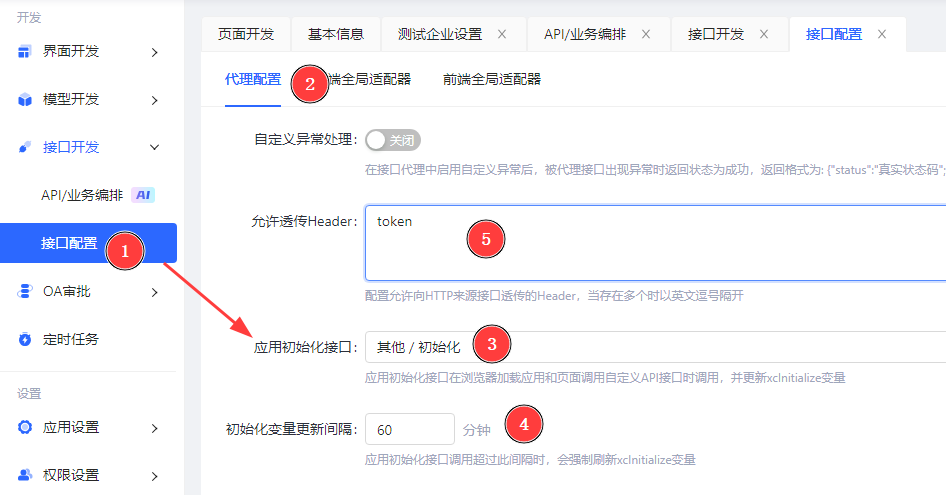 开发
界面开发
模型开发
接口开发
API/业务编排 AI
接口配置 1
OA审批
定时任务
设置
应用设置
权限设置
页面开发 基本信息 测试企业设置 API/业务编排 接口开发 接口配置
代理配置 2 端全局适配器 前端全局适配器
自定义异常处理: 关闭
在接口代理中启用自定义异常后，被代理接口出现异常时返回状态为成功，返回格式为: {"status":"真实状态码";
允许透传Header: token 5
配置允许向HTTP来源接口透传的Header，当存在多个时以英文逗号隔开
应用初始化接口: 其他 / 初始化 3
应用初始化接口在浏览器加载应用和页面调用自定义API接口时调用，并更新xcInitialize变量
初始化变量更新间隔: 60 分钟 4
应用初始化接口调用超过此间隔时，会强制刷新xcInitialize变量